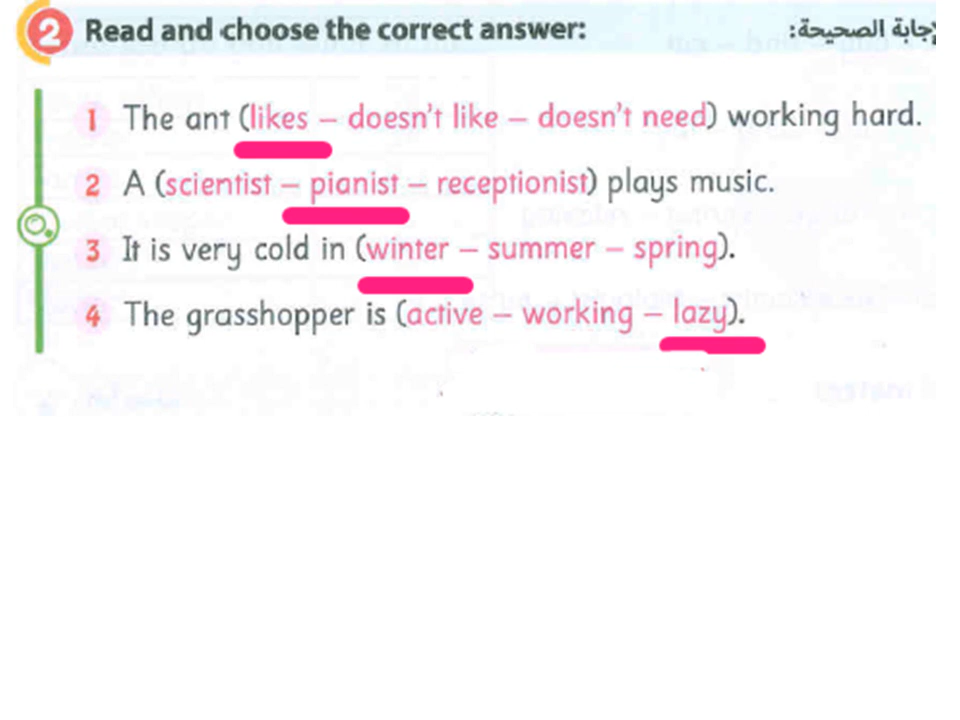 2 Read and choose the correct answer: الصحيحة:
1 The ant (likes – doesn't like – doesn't need) working hard.
2 A (scientist – pianist – receptionist) plays music.
3 It is very cold in (winter – summer – spring).
4 The grasshopper is (active – working – lazy).